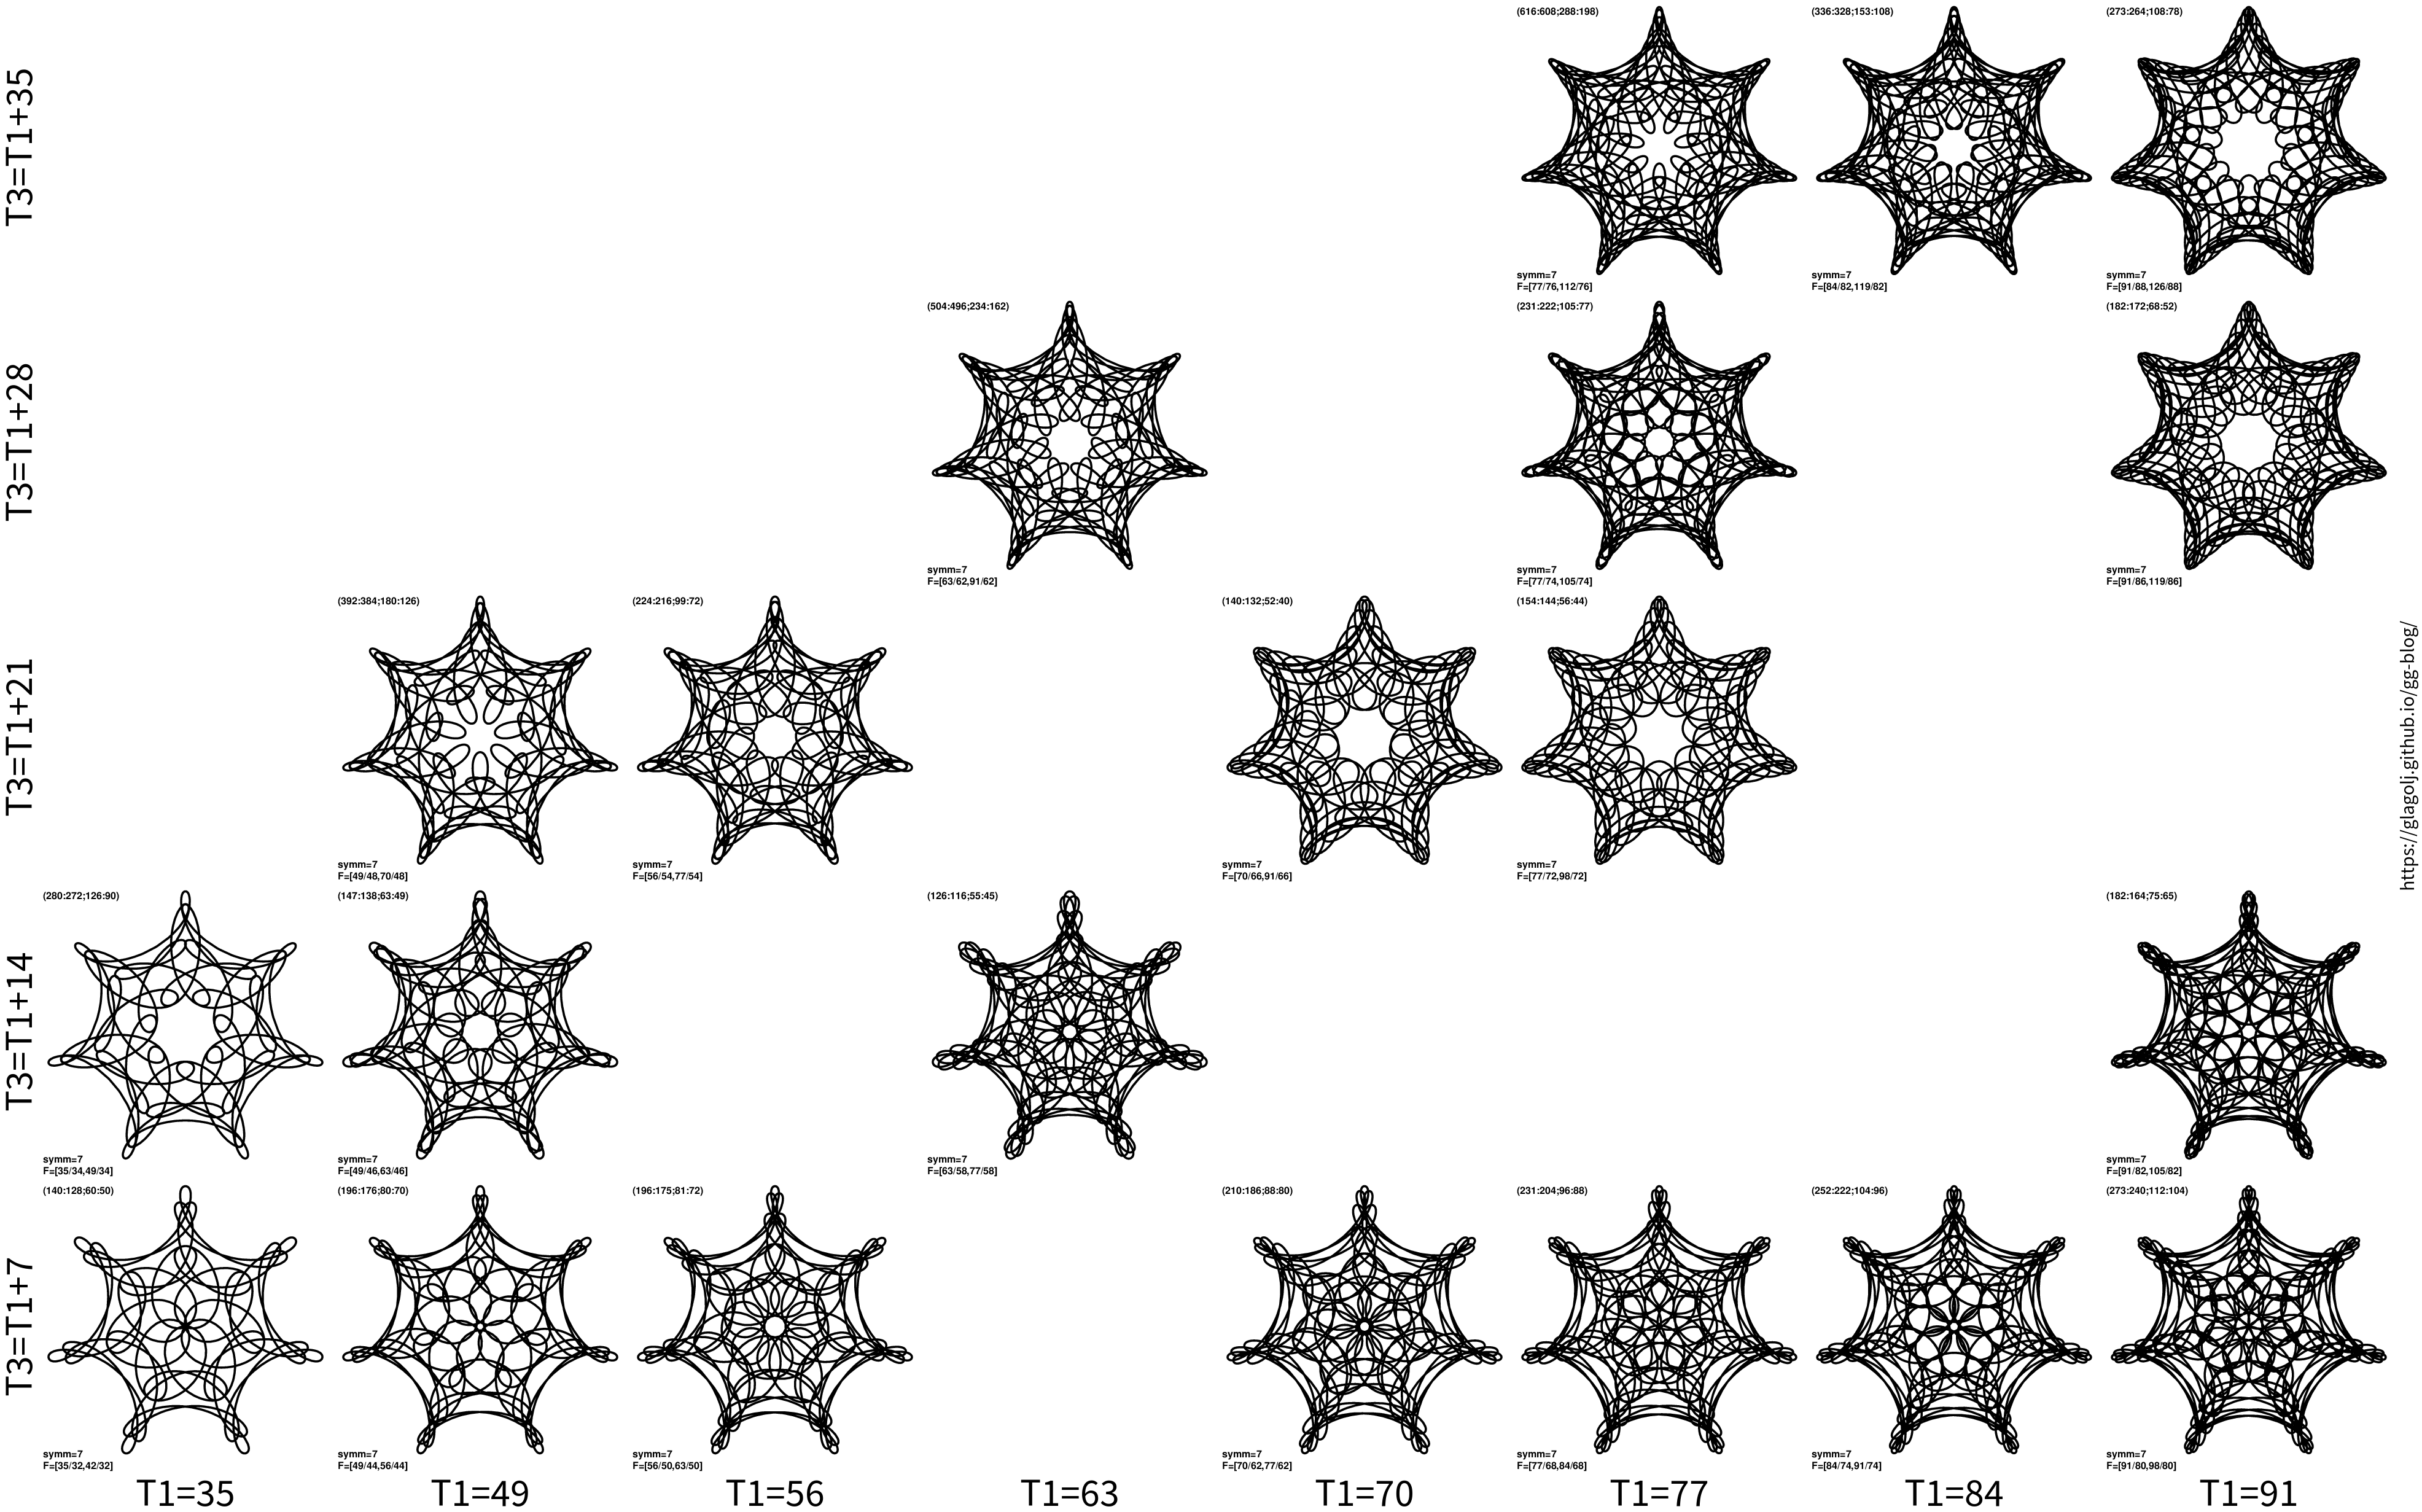 T3=T1+35
(616:608;288:198)
symm=7
F=[77/76,112/76]
(336:328;153:108)
symm=7
F=[84/82,119/82]
(273:264;108:78)
symm=7
F=[91/88,126/88]
T3=T1+28
(504:496;234:162)
symm=7
F=[63/62,91/62]
(231:222;105:77)
symm=7
F=[77/74,105/74]
(182:172;68:52)
symm=7
F=[91/86,119/86]
T3=T1+21
(392:384;180:126)
symm=7
F=[49/48,70/48]
(224:216;99:72)
symm=7
F=[56/54,77/54]
(140:132;52:40)
symm=7
F=[70/66,91/66]
(154:144;56:44)
symm=7
F=[77/72,98/72]
T3=T1+14
(280:272;126:90)
symm=7
F=[35/34,49/34]
(147:138;63:49)
symm=7
F=[49/46,63/46]
(126:116;55:45)
symm=7
F=[63/58,77/58]
(182:164;75:65)
symm=7
F=[91/82,105/82]
T3=T1+7
(140:128;60:50)
symm=7
F=[35/32,42/32]
(196:176;80:70)
symm=7
F=[49/44,56/44]
(196:175;81:72)
symm=7
F=[56/50,63/50]
(210:186;88:80)
symm=7
F=[70/62,77/62]
(231:204;96:88)
symm=7
F=[77/68,84/68]
(252:222;104:96)
symm=7
F=[84/74,91/74]
(273:240;112:104)
symm=7
F=[91/80,98/80]
T1=35
T1=49
T1=56
T1=63
T1=70
T1=77
T1=84
T1=91
https://glagolj.github.io/gg-blog/